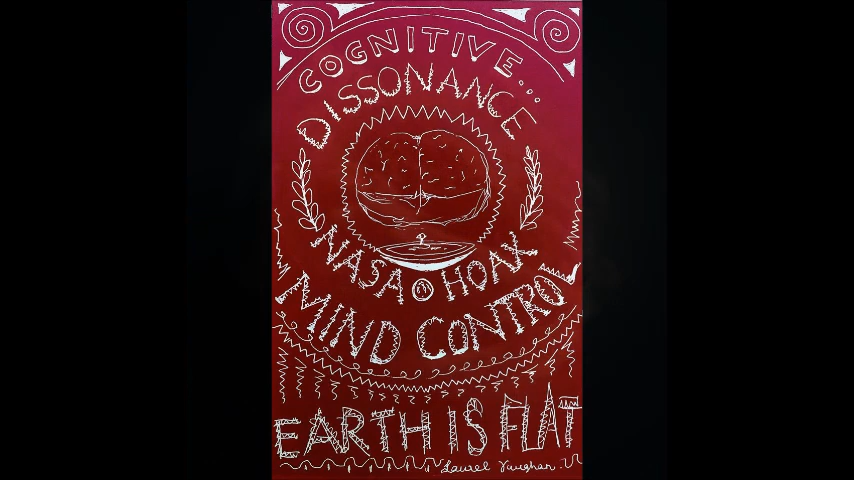 COGNITIVE...
DISSONANCE
NASA HOAX
MIND CONTROL
EARTH IS FLAT
Laurel Vaughan